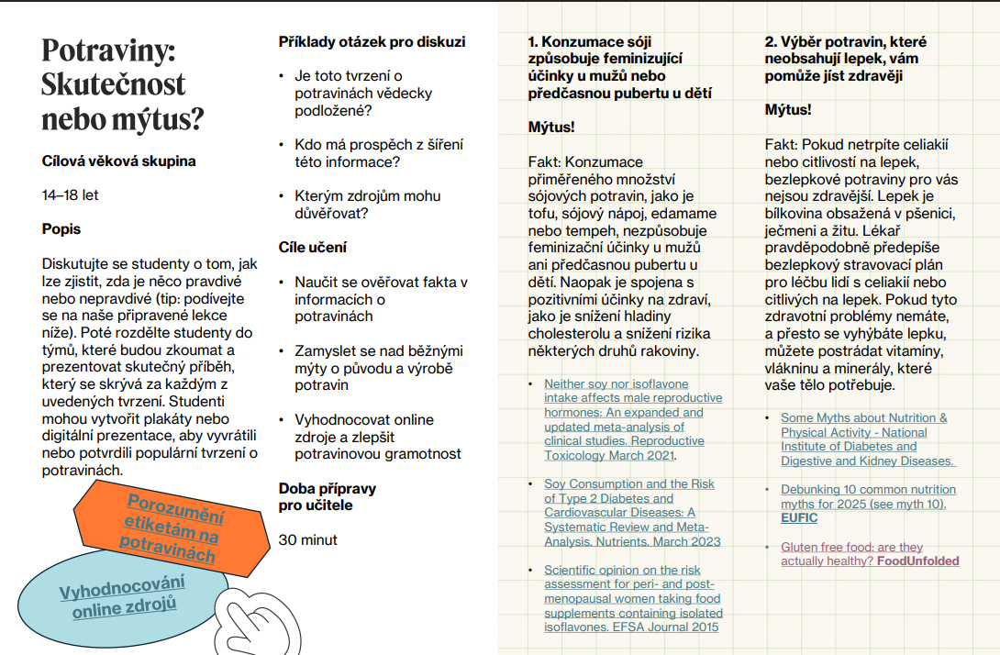 Potraviny:
Skutečnost
nebo mýtus?
Cílová věková skupina
14–18 let
Popis
Diskutujte se studenty o tom, jak
lze zjistit, zda je něco pravdivé
nebo nepravdivé (tip: podívejte
se na naše připravené lekce
níže). Poté rozdělte studenty do
týmů, které budou zkoumat a
prezentovat skutečný příběh,
který se skrývá za každým z
uvedených tvrzení. Studenti
mohou vytvořit plakáty nebo
digitální prezentace, aby vyvrátili
nebo potvrdili populární tvrzení o
potravinách.
Porozumění
etiketám na
potravinách
Vyhodnocování
online zdrojů
Příklady otázek pro diskuzi
• Je toto tvrzení o
potravinách vědecky
podložené?
• Kdo má prospěch z šíření
této informace?
• Kterým zdrojům mohu
důvěřovat?
Cíle učení
• Naučit se ověřovat fakta v
informacích o
potravinách
• Zamyslet se nad běžnými
mýty o původu a výrobě
potravin
• Vyhodnocovat online
zdroje a zlepšit
potravinovou gramotnost
Doba přípravy
pro učitele
30 minut
1. Konzumace sóji
způsobuje feminizující
účinky u mužů nebo
předčasnou pubertu u dětí
Mýtus!
Fakt: Konzumace
přiměřeného množství
sójových potravin, jako je
tofu, sójový nápoj, edamame
nebo tempeh, nezpůsobuje
feminizační účinky u mužů
ani předčasnou pubertu u
dětí. Naopak je spojena s
pozitivními účinky na zdraví,
jako je snížení hladiny
cholesterolu a snížení rizika
některých druhů rakoviny.
• Neither soy nor isoflavone
intake affects male reproductive
hormones: An expanded and
updated meta-analysis of
clinical studies. Reproductive
Toxicology March 2021.
• Soy Consumption and the Risk
of Type 2 Diabetes and
Cardiovascular Diseases: A
Systematic Review and Meta-
Analysis. Nutrients. March 2023
• Scientific opinion on the risk
assessment for peri- and post-
menopausal women taking food
supplements containing isolated
isoflavones. EFSA Journal 2015
2. Výběr potravin, které
neobsahují lepek, vám
pomůže jíst zdravěji
Mýtus!
Fakt: Pokud netrpíte celiakií
nebo citlivostí na lepek,
bezlepkové potraviny pro vás
nejsou zdravější. Lepek je
bílkovina obsažená v pšenici,
ječmeni a žitu. Lékař
pravděpodobně předepíše
bezlepkový stravovací plán
pro léčbu lidí s celiakií nebo
citlivých na lepek. Pokud tyto
zdravotní problémy nemáte,
a přesto se vyhýbáte lepku,
můžete postrádat vitamíny,
vlákninu a minerály, které
vaše tělo potřebuje.
• Some Myths about Nutrition &
Physical Activity - National
Institute of Diabetes and
Digestive and Kidney Diseases.
• Debunking 10 common nutrition
myths for 2025 (see myth 10).
EUFIC
• Gluten free food: are they
actually healthy? FoodUnfolded